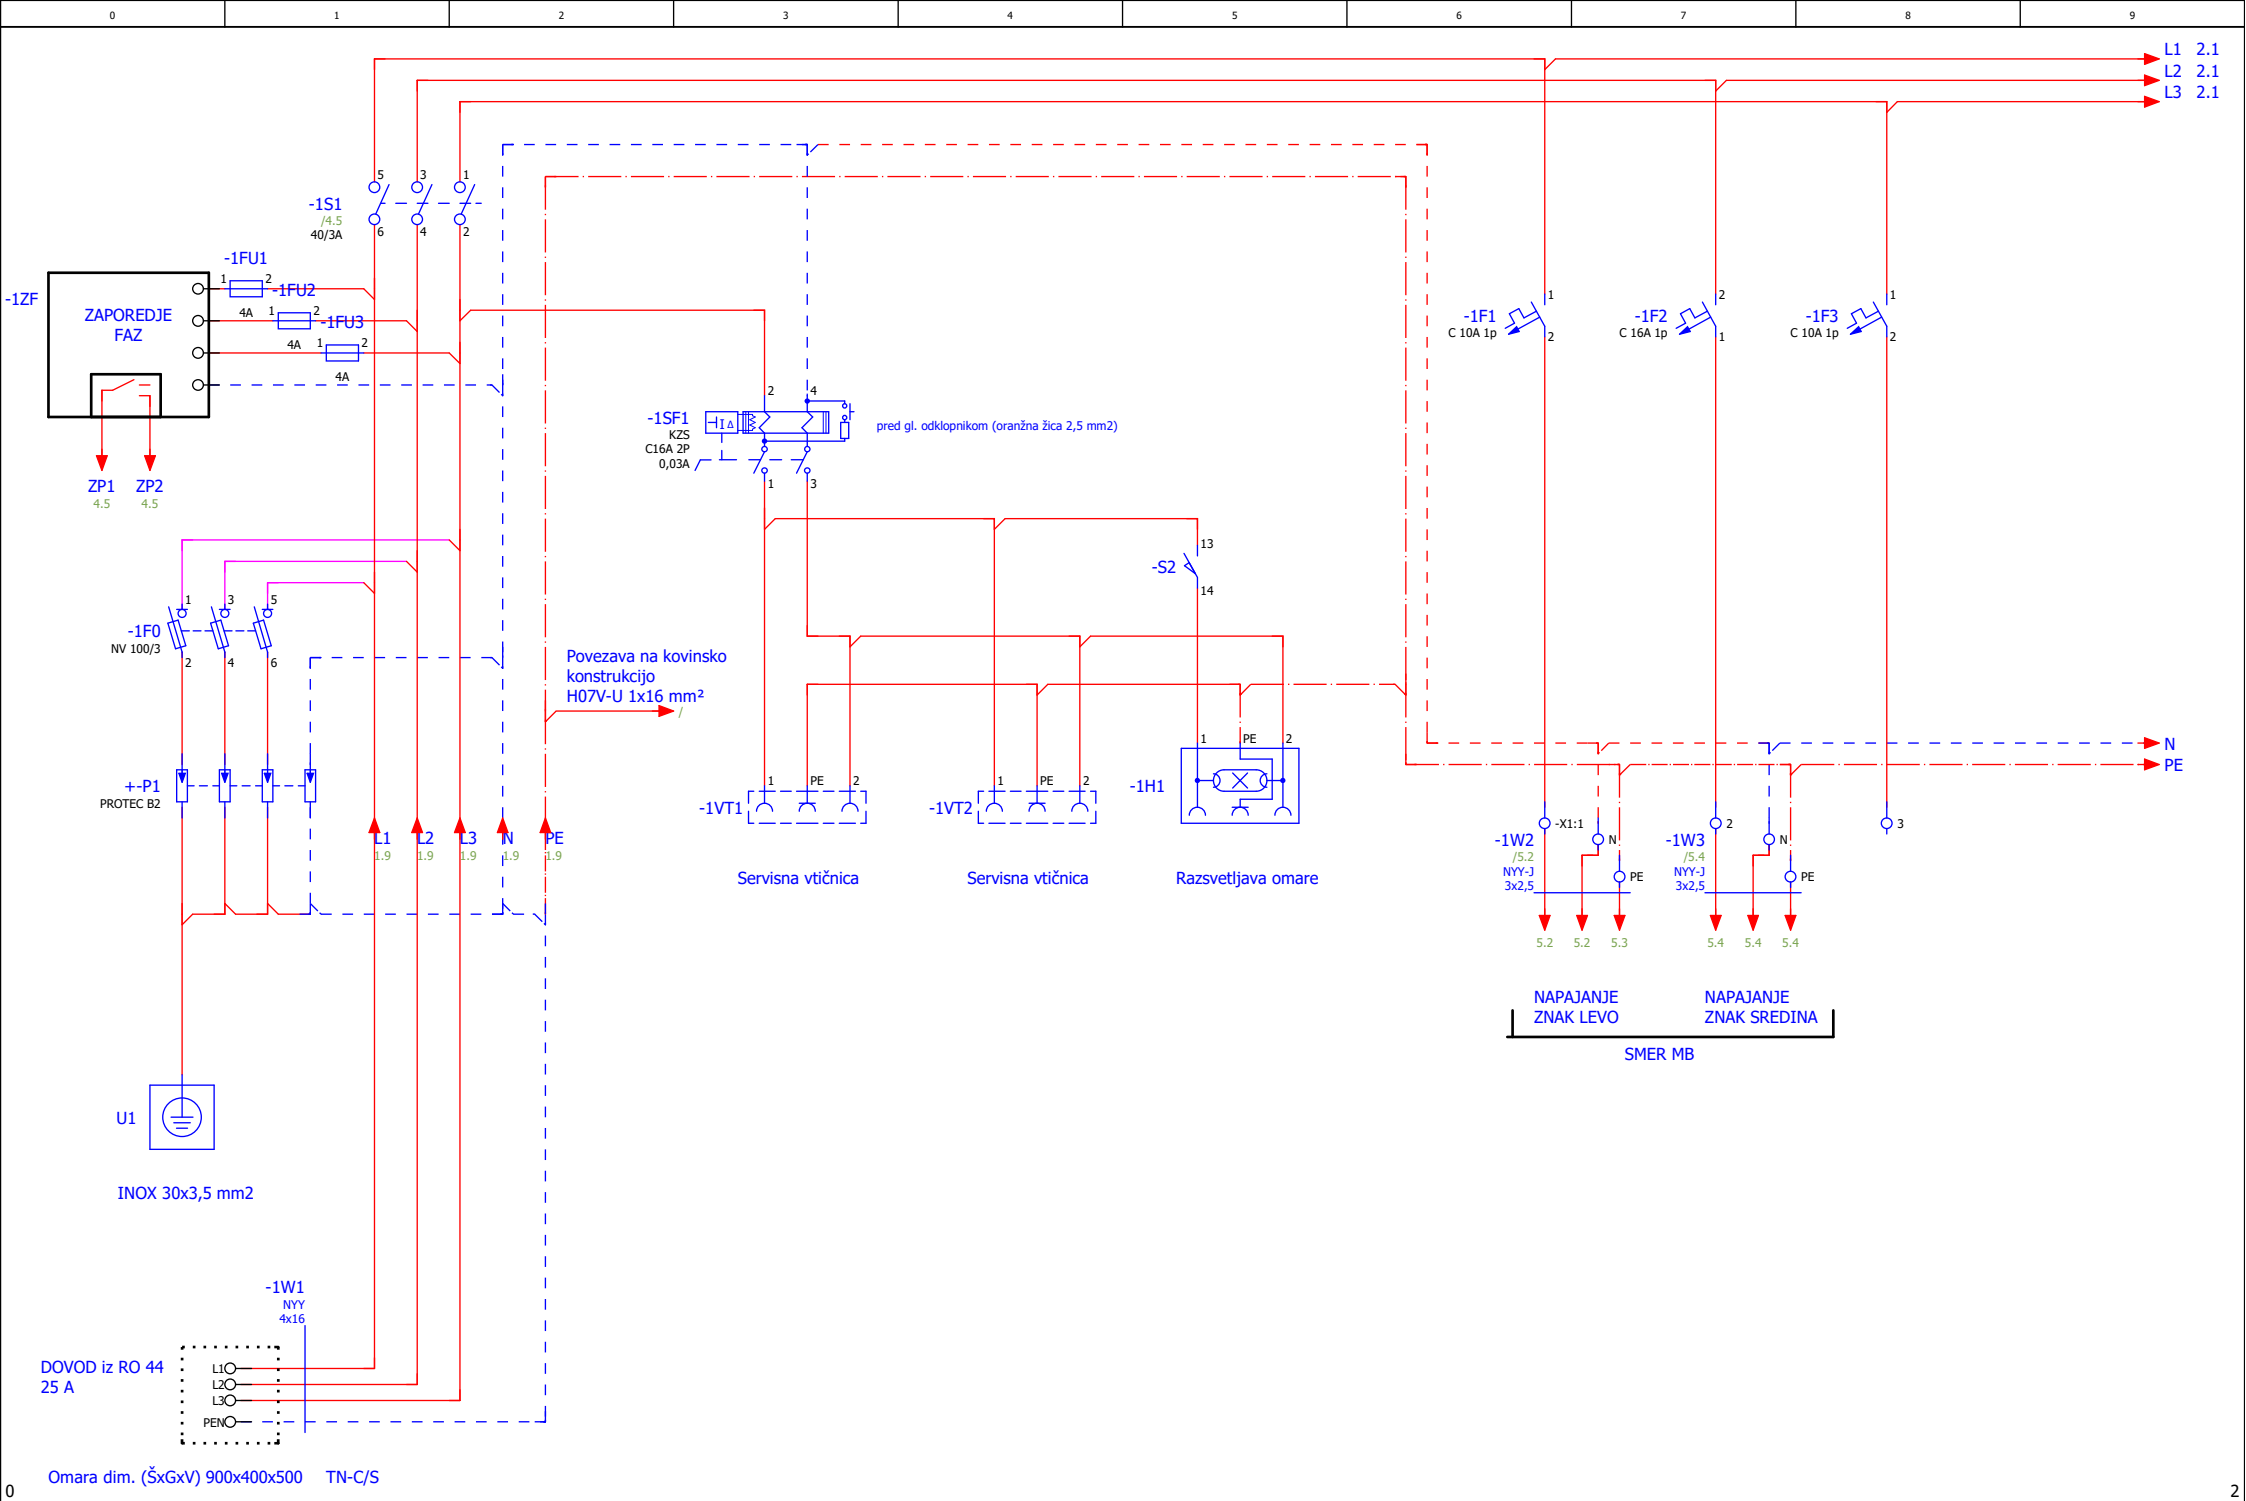 0 1 2 3 4 5 6 7 8 9
L1 2.1
L2 2.1
L3 2.1
5 3 1
-1S1
/4.5
40/3A
6 4 2
-1FU1
1 2
-1FU2
-1ZF
ZAPOREDJE
FAZ
4A 1 2
-1FU3
4A 1 2
4A
ZP1 ZP2
4.5 4.5
2 4
-1SF1
KZS
C16A 2P
0,03A
I Δ
1 3
pred gl. odklopnikom (oranžna žica 2,5 mm2)
1
-1F1
C 10A 1p
2
2
-1F2
C 16A 1p
1
1
-1F3
C 10A 1p
2
13
-S2
14
1 3 5
-1F0
NV 100/3
2 4 6
Povezava na kovinsko
konstrukcijo
H07V-U 1x16 mm²
/
N
PE
+-P1
PROTEC B2
L1 L2 L3 N PE
1.9 1.9 1.9 1.9 1.9
1 PE 2
-1VT1
Servisna vtičnica
1 PE 2
-1VT2
Servisna vtičnica
1 PE 2
-1H1
Razsvetljava omare
-X1:1
N
PE
-1W2
/5.2
NYY-J
3x2,5
5.2 5.2 5.3
2
N
PE
-1W3
/5.4
NYY-J
3x2,5
5.4 5.4 5.4
3
NAPAJANJE
ZNAK LEVO
NAPAJANJE
ZNAK SREDINA
SMER MB
U1
INOX 30x3,5 mm2
-1W1
NYY
4x16
DOVOD iz RO 44
25 A
L1
L2
L3
PEN
Omara dim. (ŠxGxV) 900x400x500 TN-C/S
0
2